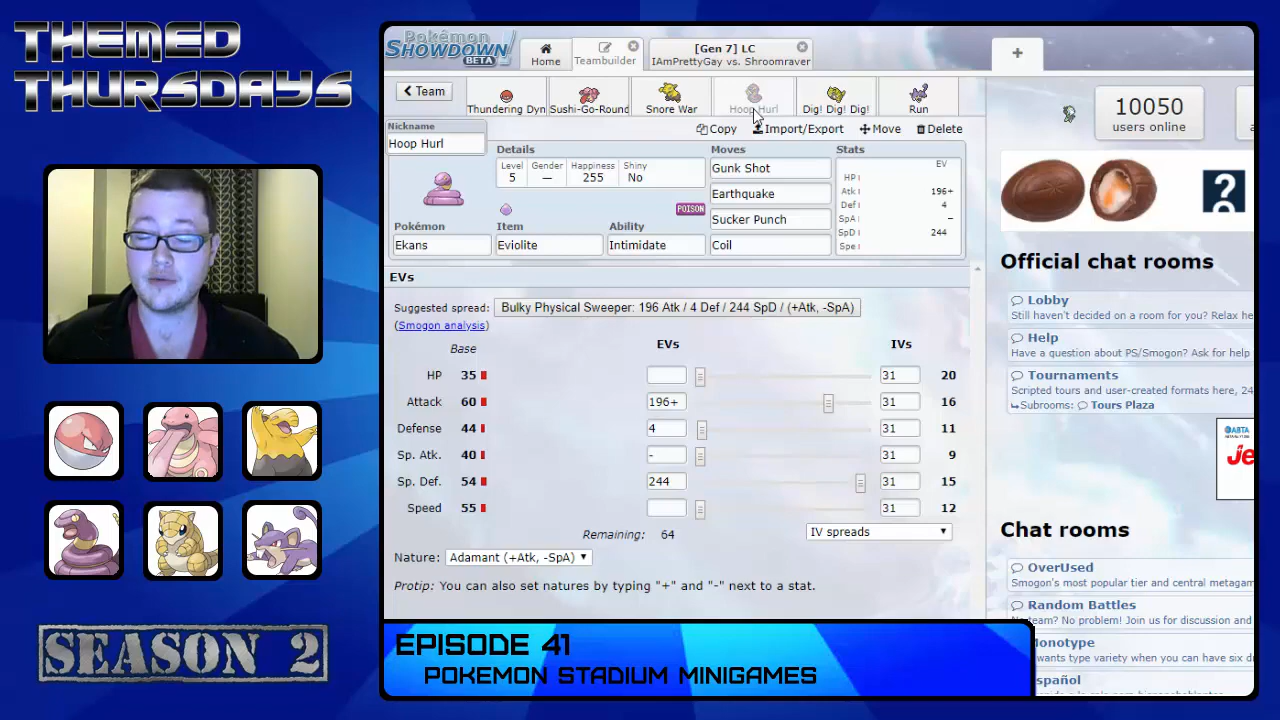 THEMED
THURSDAYS
Pokémon
SHOWDOWN!
BETA
Home
Teambuilder
[Gen 7] LC
IAmPrettyGay vs. Shroomraver
+
Team
Thundering Dyn
Sushi-Go-Round
Snore War
Hoop Hurl
Dig! Dig! Dig!
Run
10050
users online
Copy
Import/Export
Move
Delete
Nickname
Hoop Hurl
Details
Level
5
Gender
—
Happiness
255
Shiny
No
POISON
Pokémon
Ekans
Item
Eviolite
Ability
Intimidate
Moves
Gunk Shot
Earthquake
Sucker Punch
Coil
Stats
EV
HP
Atk 196+
Def 4
SpA –
SpD 244
Spe
EVs
Suggested spread: Bulky Physical Sweeper: 196 Atk / 4 Def / 244 SpD / (+Atk, -SpA)
(Smogon analysis)
Base EVs IVs
HP 35 31 20
Attack 60 196+ 31 16
Defense 44 4 31 11
Sp. Atk. 40 - 31 9
Sp. Def. 54 244 31 15
Speed 55 31 12
Remaining: 64
IV spreads
Nature: Adamant (+Atk, -SpA)
Protip: You can also set natures by typing "+" and "-" next to a stat.
?
Official chat rooms
Lobby
Still haven't decided on a room for you? Relax he
Help
Have a question about PS/Smogon? Ask for help
Tournaments
Scripted tours and user-created formats here, 24
Subrooms: Tours Plaza
ABTA
Je
Chat rooms
OverUsed
Smogon's most popular tier and central metagam
Random Battles
team? No problem! Join us for discussion and
Monotype
wants type variety when you can have six d
spañol
SEASON 2
EPISODE 41
POKEMON STADIUM MINIGAMES